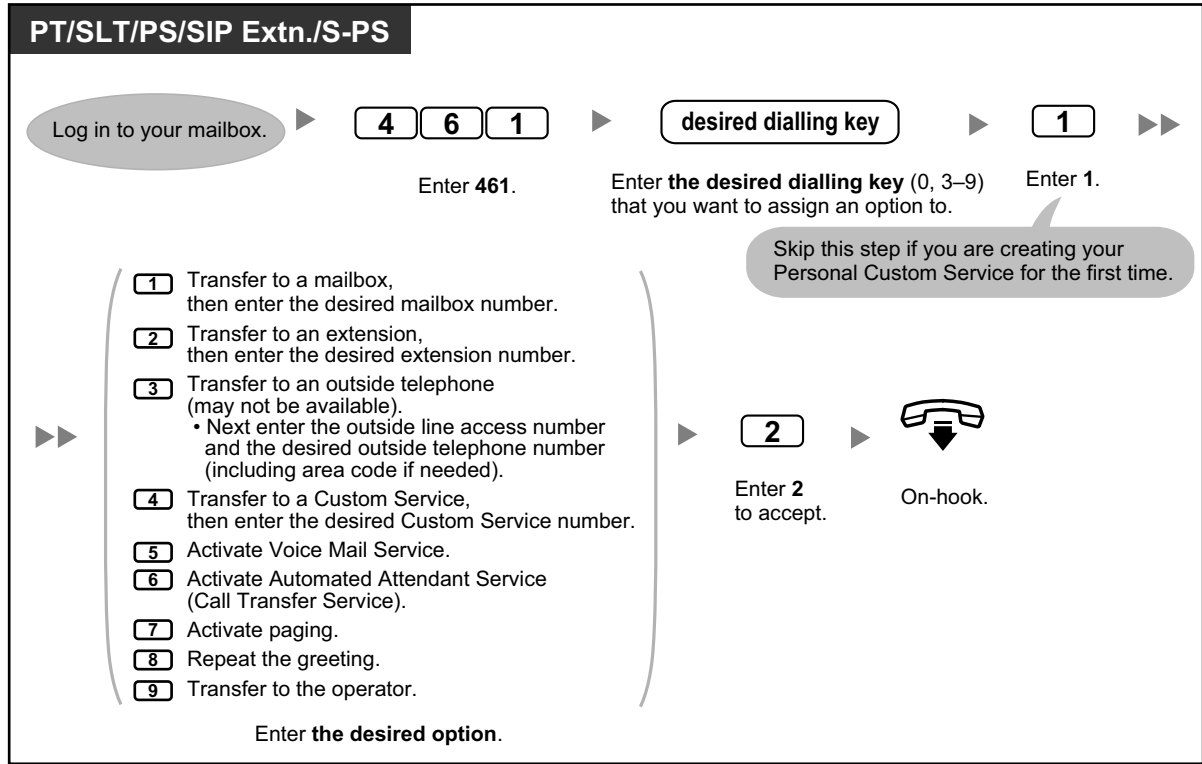 PT/SLT/PS/SIP Extn./S-PS
Log in to your mailbox.
4 6 1
desired dialling key
1
Enter 461.
Enter the desired dialling key (0, 3–9)
that you want to assign an option to.
Enter 1.
Skip this step if you are creating your
Personal Custom Service for the first time.
1 Transfer to a mailbox,
then enter the desired mailbox number.
2 Transfer to an extension,
then enter the desired extension number.
3 Transfer to an outside telephone
(may not be available).
• Next enter the outside line access number
and the desired outside telephone number
(including area code if needed).
4 Transfer to a Custom Service,
then enter the desired Custom Service number.
5 Activate Voice Mail Service.
6 Activate Automated Attendant Service
(Call Transfer Service).
7 Activate paging.
8 Repeat the greeting.
9 Transfer to the operator.
Enter the desired option.
2
Enter 2
to accept.
On-hook.